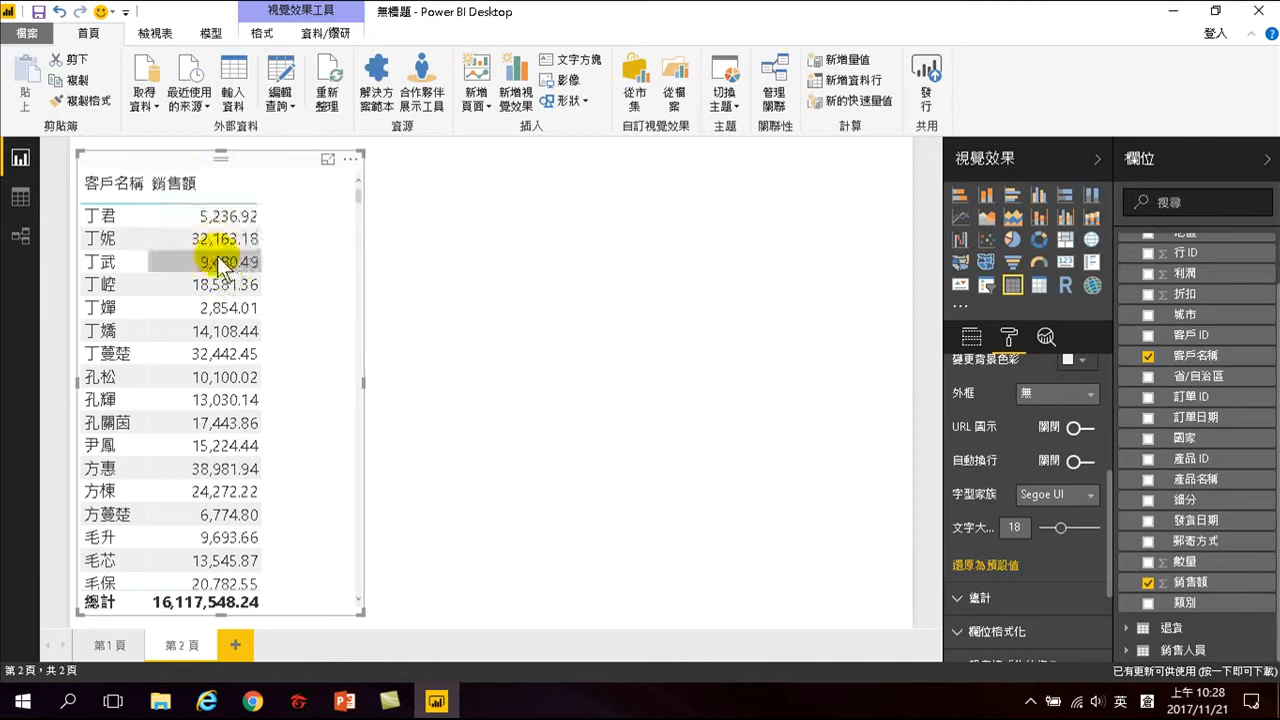 視覺效果工具
無標題 - Power BI Desktop
檔案
首頁
檢視表
模型
格式
資料/鑽研
登入
貼上
剪下
複製
複製格式
剪貼簿
取得資料
最近使用的來源
輸入資料
編輯查詢
重新整理
外部資料
解決方案範本
合作夥伴展示工具
資源
新增頁面
新增視覺效果
文字方塊
影像
形狀
插入
從市集
從檔案
自訂視覺效果
切換主題
主題
管理關聯
關聯性
新增量值
新增資料行
新的快速量值
計算
發行
共用
客戶名稱 銷售額
丁君 5,236.92
丁妮 32,163.18
丁武
丁崆 18,581.36
丁嬋 2,854.01
丁嬌 14,108.44
丁蔓楚 32,442.45
孔松 10,100.02
孔輝 13,030.14
孔關茵 17,443.86
尹鳳 15,224.44
方惠 38,981.94
方棟 24,272.22
方蔓楚 6,774.80
毛升 9,693.66
毛芯 13,545.87
毛保 20,782.55
總計 16,117,548.24
第 1 頁
第 2 頁
第 2 頁，共 2 頁
視覺效果
變更背景色彩
外框 無
URL 圖示 關閉
自動換行 關閉
字型家族 Segoe UI
文字大... 18
還原為預設值
總計
欄位格式化
欄位
搜尋
行 ID
利潤
折扣
城市
客戶 ID
客戶名稱
省/自治區
訂單 ID
訂單日期
國家
產品 ID
產品名稱
細分
發貨日期
郵寄方式
數量
銷售額
類別
退貨
銷售人員
已有更新可供使用 (按一下即可下載)
英
上午 10:28
2017/11/21